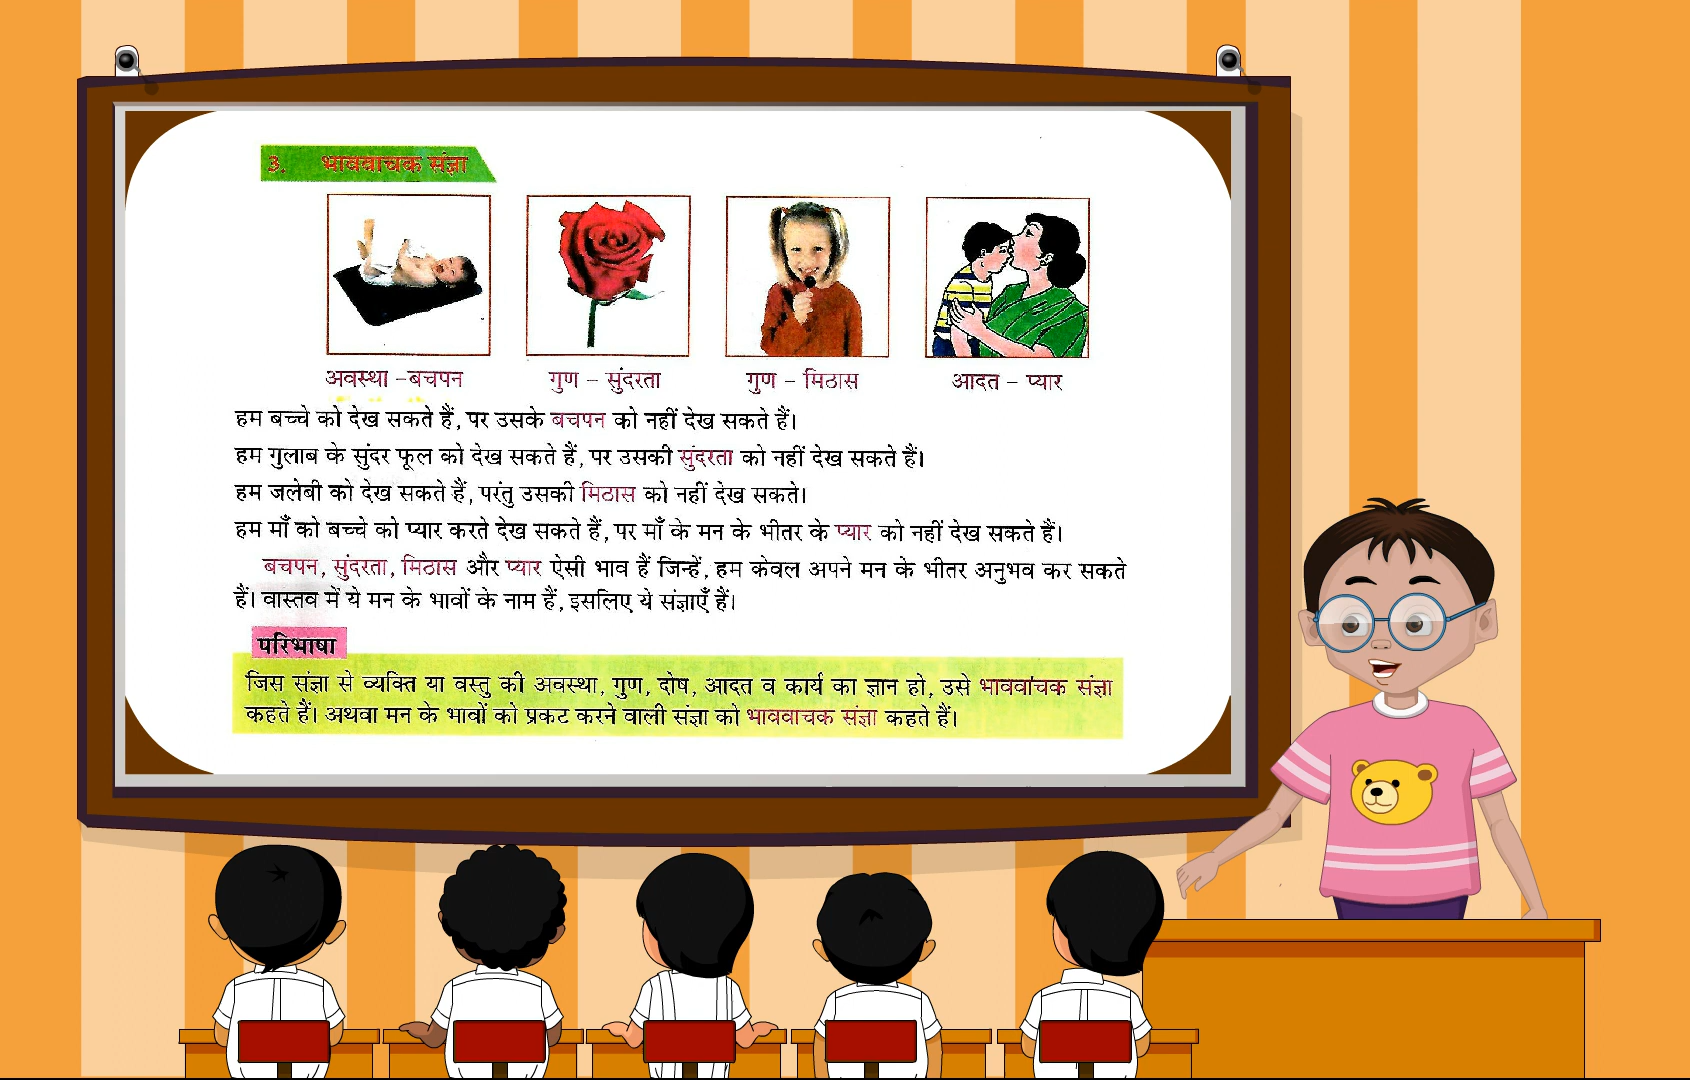 3. भाववाचक संज्ञा
अवस्था –बचपन
गुण – सुंदरता
गुण – मिठास
आदत – प्यार
हम बच्चे को देख सकते हैं, पर उसके बचपन को नहीं देख सकते हैं।
हम गुलाब के सुंदर फूल को देख सकते हैं, पर उसकी सुंदरता को नहीं देख सकते हैं।
हम जलेबी को देख सकते हैं, परंतु उसकी मिठास को नहीं देख सकते।
हम माँ को बच्चे को प्यार करते देख सकते हैं, पर माँ के मन के भीतर के प्यार को नहीं देख सकते हैं।
बचपन, सुंदरता, मिठास और प्यार ऐसी भाव हैं जिन्हें, हम केवल अपने मन के भीतर अनुभव कर सकते
हैं। वास्तव में ये मन के भावों के नाम हैं, इसलिए ये संज्ञाएँ हैं।
परिभाषा
जिस संज्ञा से व्यक्ति या वस्तु की अवस्था, गुण, दोष, आदत व कार्य का ज्ञान हो, उसे भाववाचक संज्ञा
कहते हैं। अथवा मन के भावों को प्रकट करने वाली संज्ञा को भाववाचक संज्ञा कहते हैं।